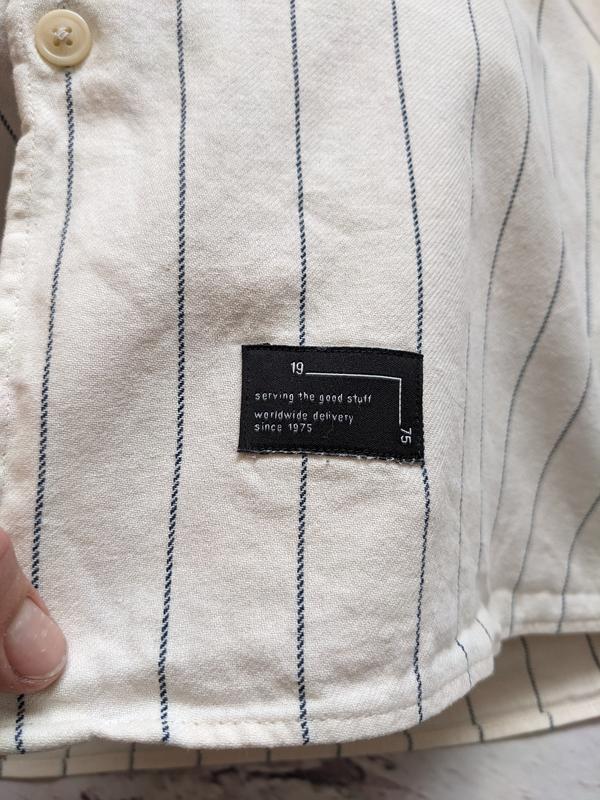 19
serving the good stuff
worldwide delivery
since 1975
75